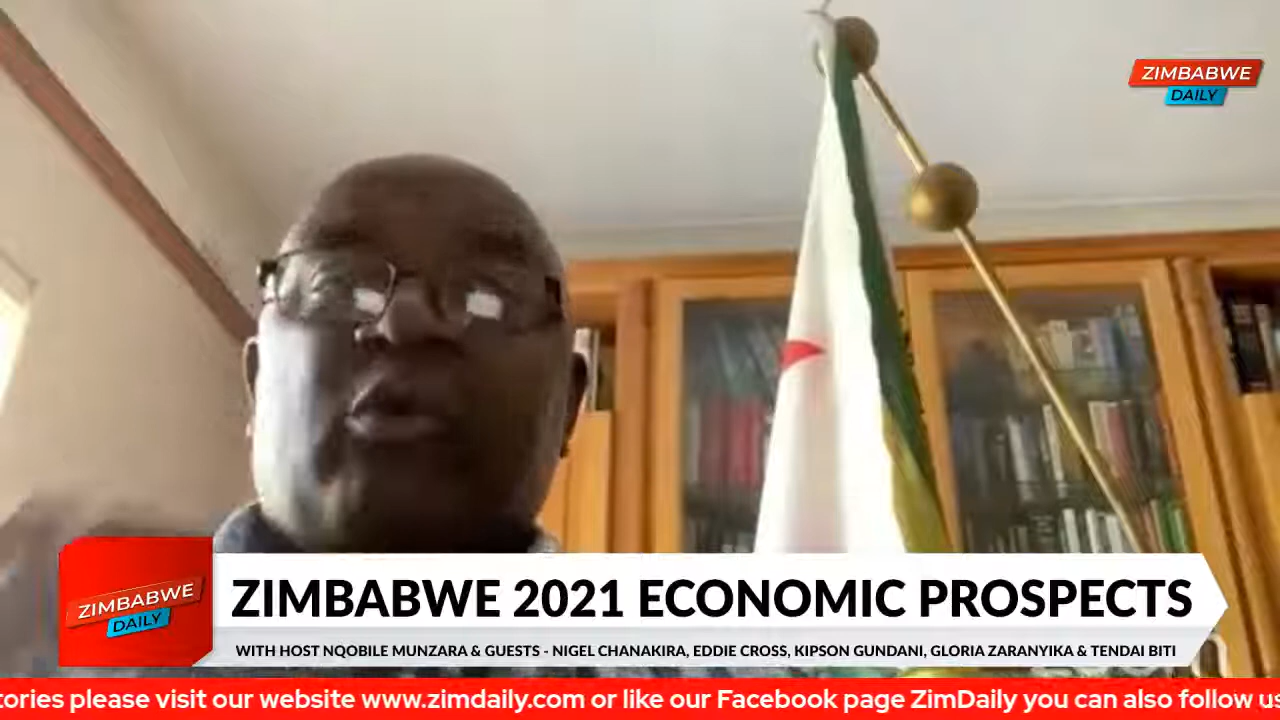 ZIMBABWE
DAILY
ZIMBABWE
DAILY
ZIMBABWE 2021 ECONOMIC PROSPECTS
WITH HOST NQOBILE MUNZARA & GUESTS - NIGEL CHANAKIRA, EDDIE CROSS, KIPSON GUNDANI, GLORIA ZARANYIKA & TENDAI BITI
tories please visit our website www.zimdaily.com or like our Facebook page ZimDaily you can also follow us